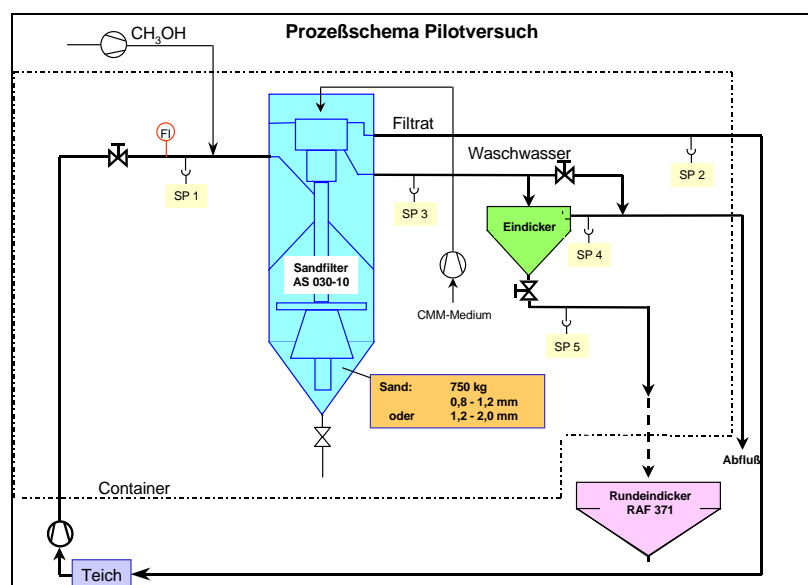 Prozeßschema Pilotversuch
CH3OH
FI
Filtrat
Waschwasser
SP 1
SP 2
SP 3
Eindicker
SP 4
Sandfilter
AS 030-10
CMM-Medium
SP 5
Sand: 750 kg
0,8 - 1,2 mm
oder 1,2 - 2,0 mm
Abfluß
Container
Rundeindicker
RAF 371
Teich